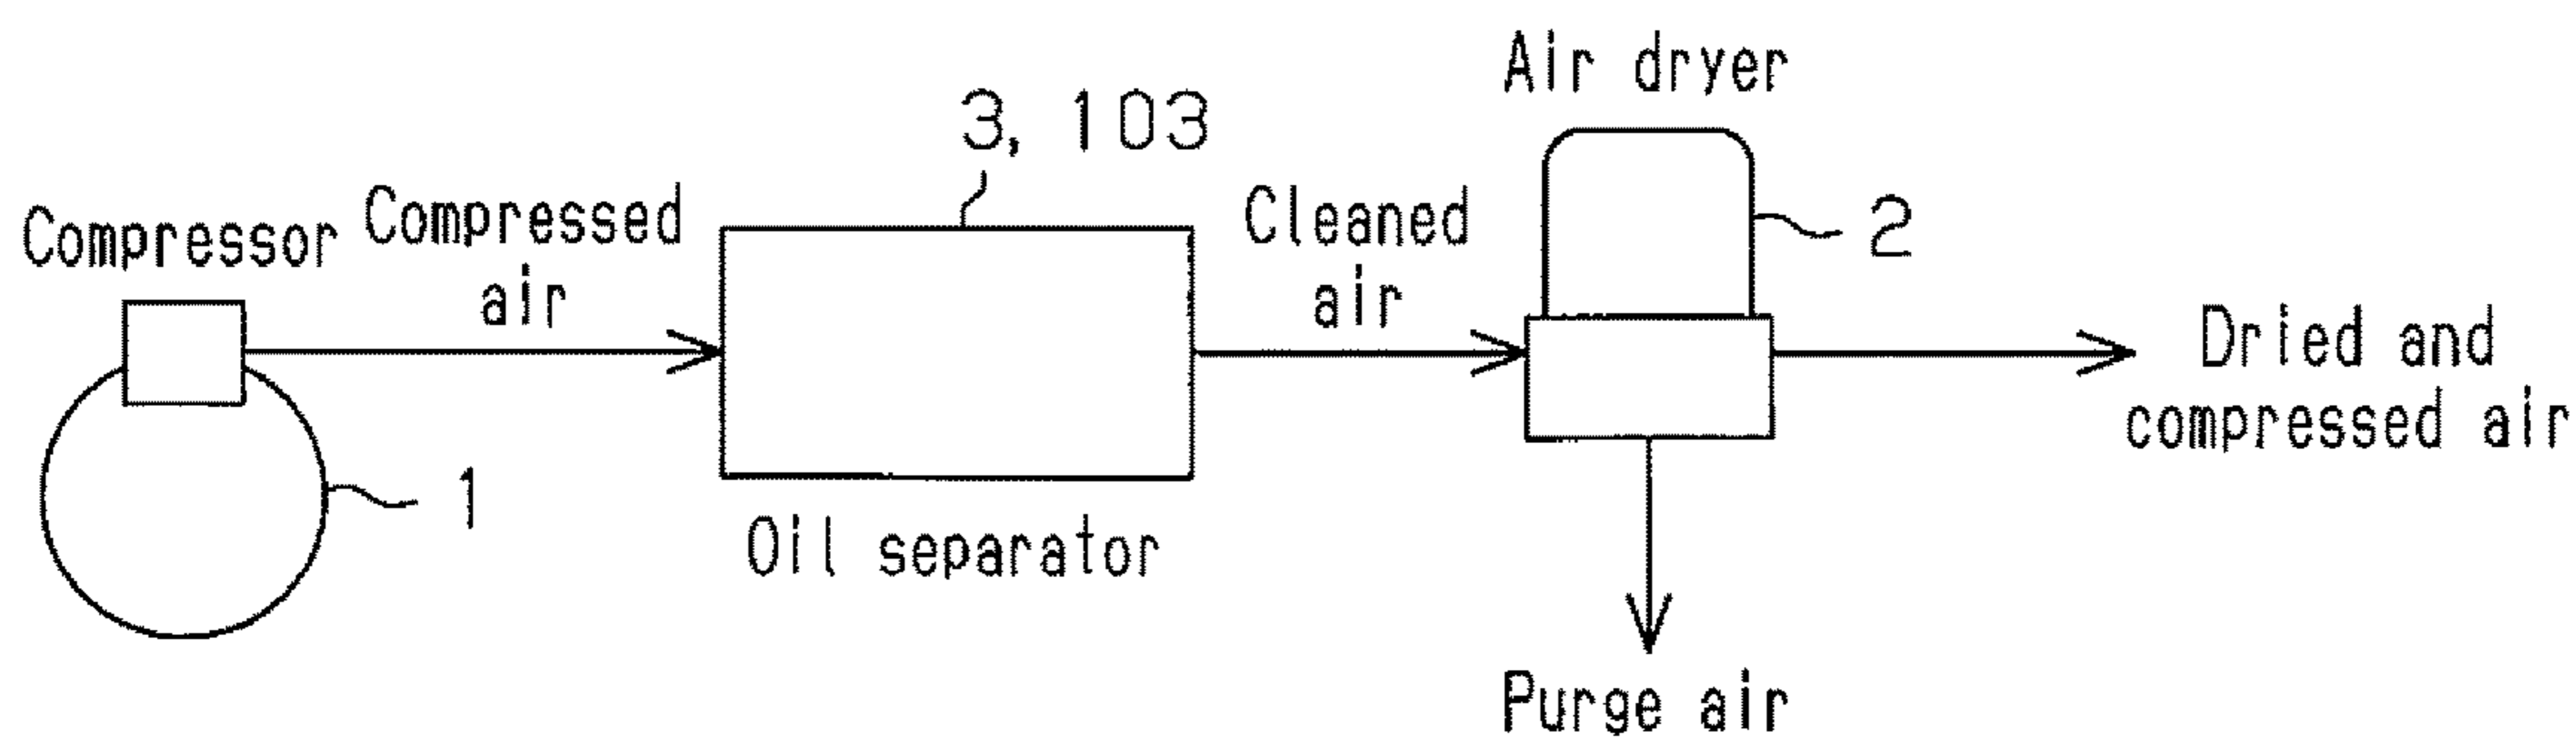 Air dryer
3, 103
Compressor
Compressed
air
Cleaned
air
2
Dried and
compressed air
1
Oil separator
Purge air